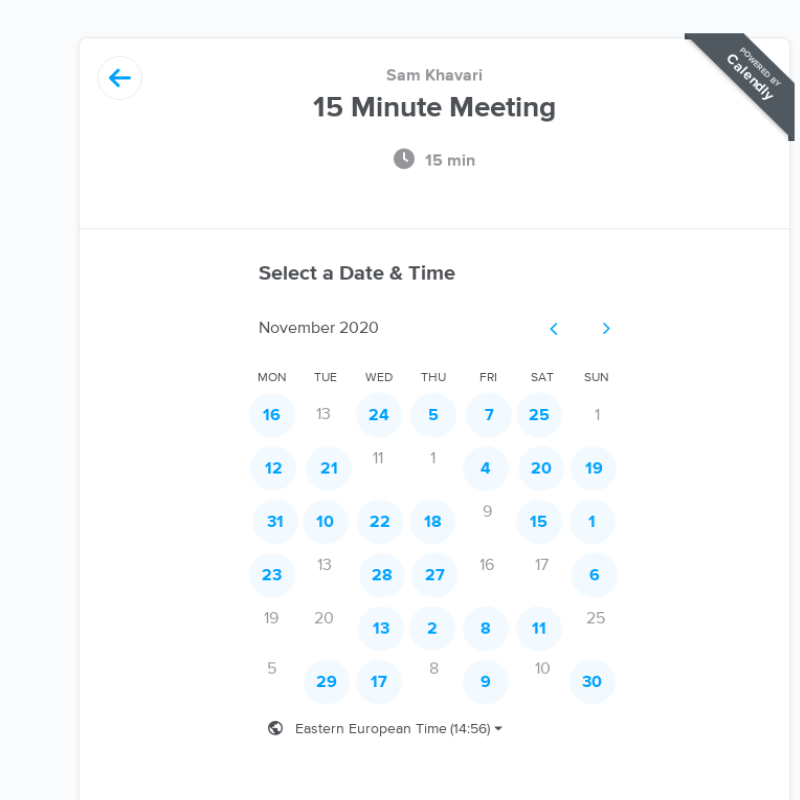 POWERED BY
Calendly
Sam Khavari
15 Minute Meeting
15 min
Select a Date & Time
November 2020
MON TUE WED THU FRI SAT SUN
16 13 24 5 7 25 1
12 21 11 1 4 20 19
31 10 22 18 9 15 1
23 13 28 27 16 17 6
19 20 13 2 8 11 25
5 29 17 8 9 10 30
Eastern European Time (14:56)